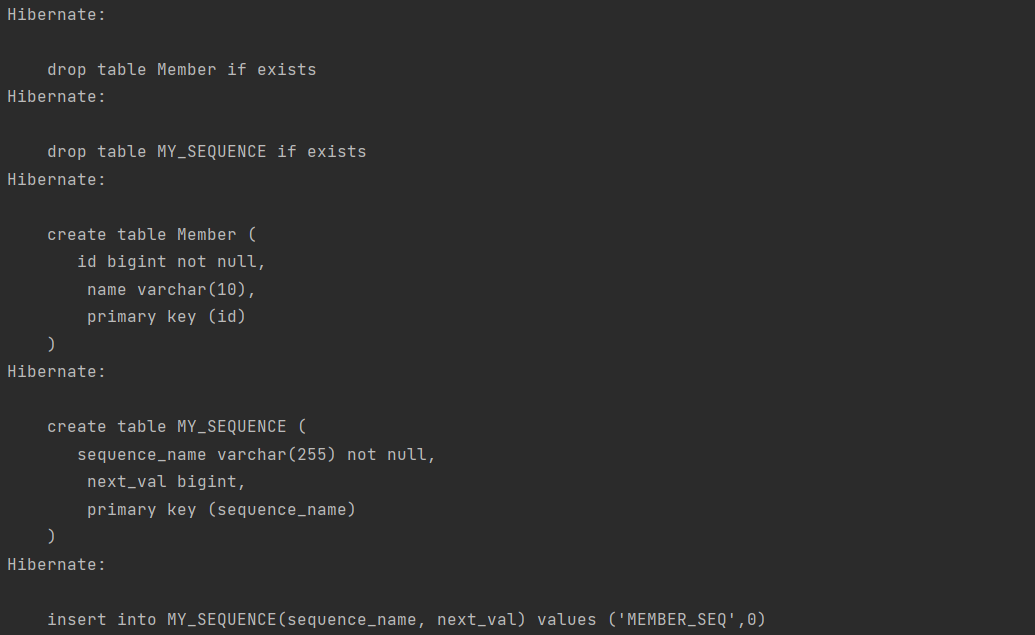 Hibernate:
    drop table Member if exists
Hibernate:
    drop table MY_SEQUENCE if exists
Hibernate:
    create table Member (
       id bigint not null,
        name varchar(10),
        primary key (id)
    )
Hibernate:
    create table MY_SEQUENCE (
       sequence_name varchar(255) not null,
        next_val bigint,
        primary key (sequence_name)
    )
Hibernate:
    insert into MY_SEQUENCE(sequence_name, next_val) values ('MEMBER_SEQ',0)